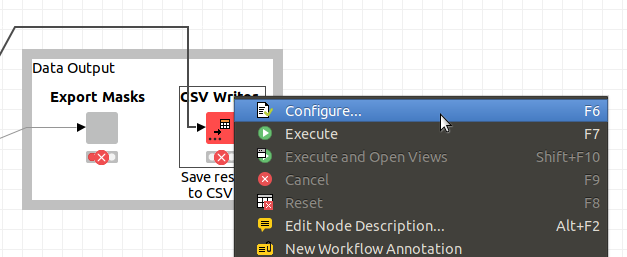 Data Output
Export Masks
CSV Writer
Save res
to CSV
Configure... F6
Execute F7
Execute and Open Views Shift+F10
Cancel F9
Reset F8
Edit Node Description... Alt+F2
New Workflow Annotation